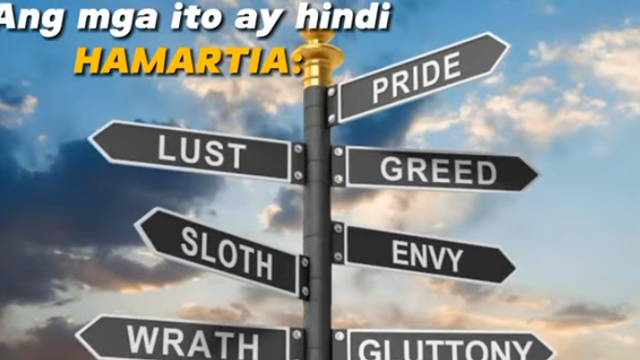 Ang mga ito ay hindi
HAMARTIA:
PRIDE
LUST
GREED
SLOTH
ENVY
WRATH
GLUTTONY